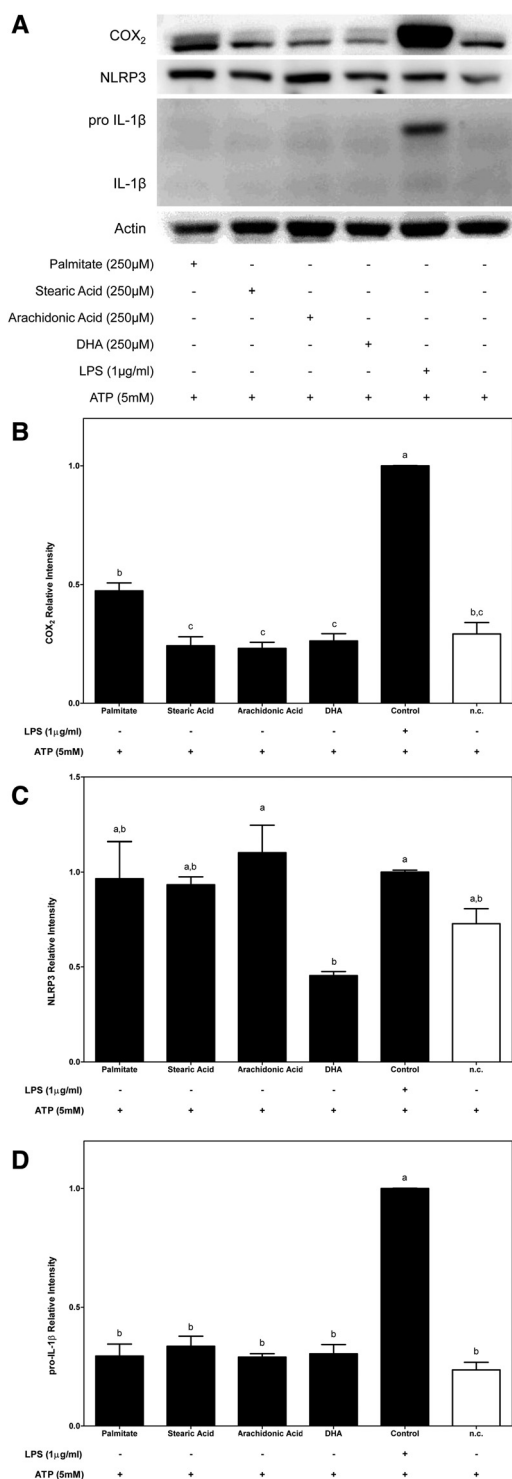 A
COX2
NLRP3
pro IL-1β
IL-1β
Actin
Palmitate (250μM) + - - - - -
Stearic Acid (250μM) - + - - - -
Arachidonic Acid (250μM) - - + - - -
DHA (250μM) - - - + - -
LPS (1μg/ml) - - - - + -
ATP (5mM) + + + + + +
B
COX2 Relative Intensity
1.0
0.5
0.0
b c c c a b,c
Palmitate Stearic Acid Arachidonic Acid DHA Control n.c.
LPS (1μg/ml) - - - - + -
ATP (5mM) + + + + + +
C
NLRP3 Relative Intensity
1.5
1.0
0.5
0.0
a,b a,b a b a a,b
Palmitate Stearic Acid Arachidonic Acid DHA Control n.c.
LPS (1μg/ml) - - - - + -
ATP (5mM) + + + + + +
D
pro-IL-1β Relative Intensity
1.0
0.5
0.0
b b b b a b
Palmitate Stearic Acid Arachidonic Acid DHA Control n.c.
LPS (1μg/ml) - - - - + -
ATP (5mM) + + + + + +